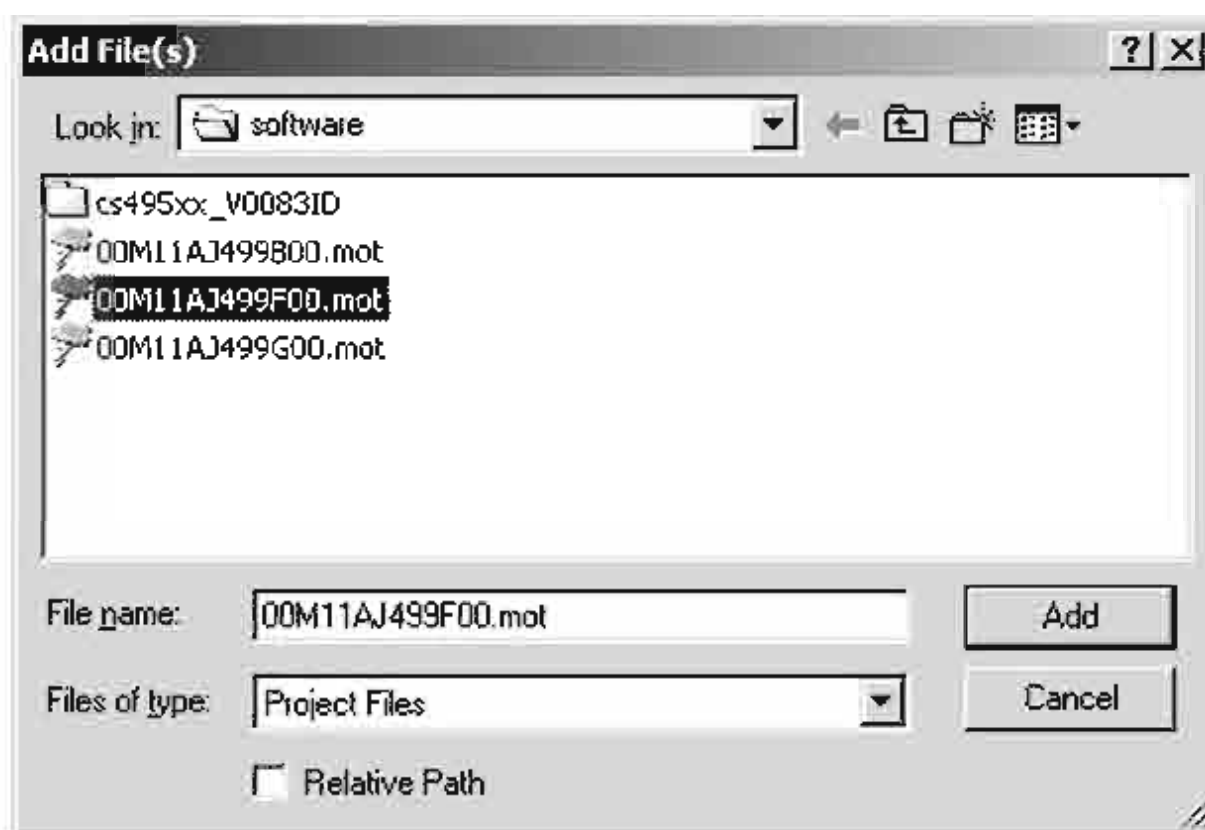 Add File(s)
Look in: software
cs495xx_V0083ID
00M11AJ499B00.mot
00M11AJ499F00.mot
00M11AJ499G00.mot
File name: 00M11AJ499F00.mot Add
Files of type: Project Files Cancel
Relative Path